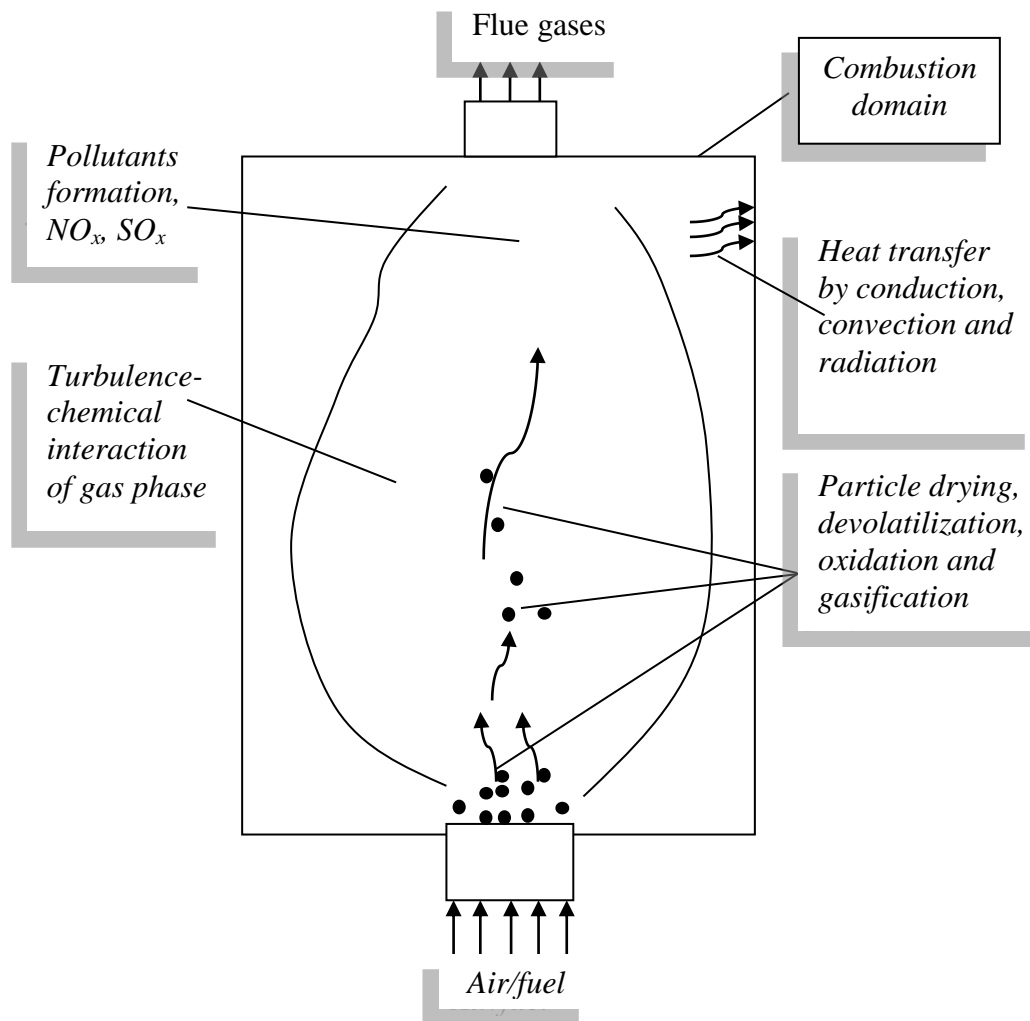 Flue gases
Combustion
domain
Pollutants
formation,
NOx, SOx
Heat transfer
by conduction,
convection and
radiation
Turbulence-
chemical
interaction
of gas phase
Particle drying,
devolatilization,
oxidation and
gasification
Air/fuel